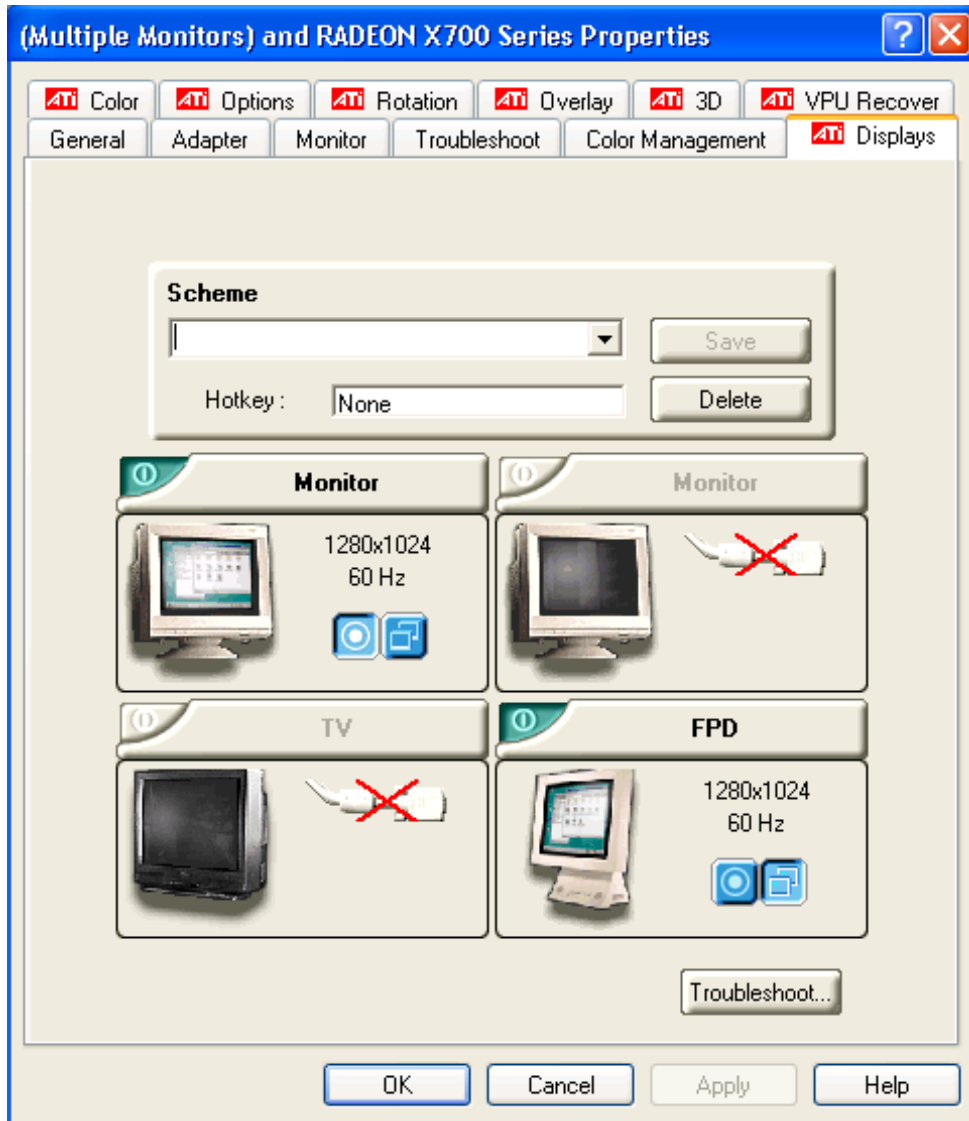 (Multiple Monitors) and RADEON X700 Series Properties
ATI Color ATI Options ATI Rotation ATI Overlay ATI 3D ATI VPU Recover
General Adapter Monitor Troubleshoot Color Management ATI Displays
Scheme
Save
Hotkey : None Delete
Monitor Monitor
1280x1024
60 Hz
TV FPD
1280x1024
60 Hz
Troubleshoot...
OK Cancel Apply Help